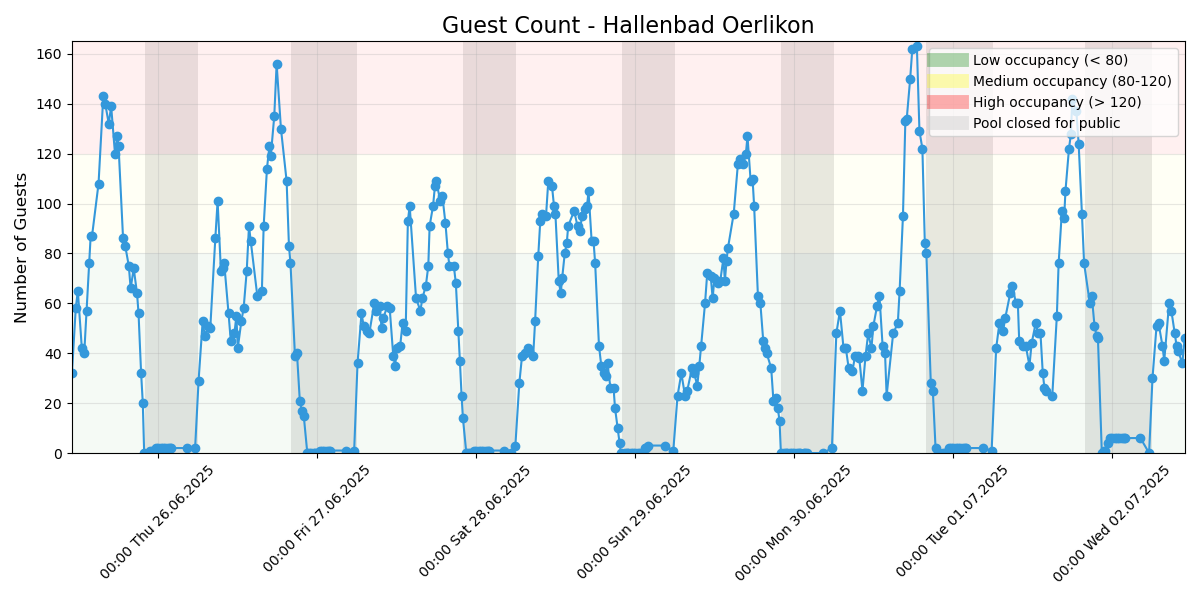 Guest Count - Hallenbad Oerlikon
Number of Guests
160
140
120
100
80
60
40
20
0
Low occupancy (< 80)
Medium occupancy (80-120)
High occupancy (> 120)
Pool closed for public
00:00 Thu 26.06.2025
00:00 Fri 27.06.2025
00:00 Sat 28.06.2025
00:00 Sun 29.06.2025
00:00 Mon 30.06.2025
00:00 Tue 01.07.2025
00:00 Wed 02.07.2025